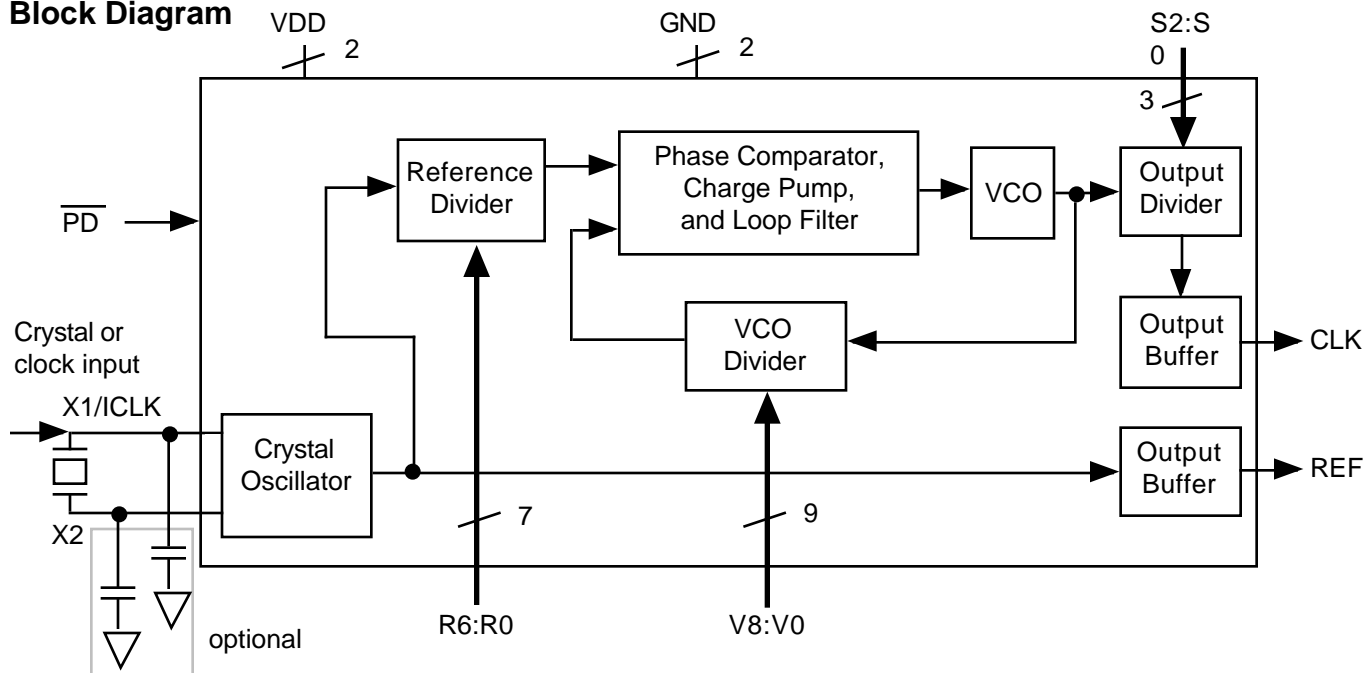 Block Diagram
VDD
2
GND
2
S2:S
0
3
Reference
Divider
Phase Comparator,
Charge Pump,
and Loop Filter
VCO
Output
Divider
PD
VCO
Divider
Output
Buffer
CLK
Crystal or
clock input
X1/ICLK
Crystal
Oscillator
Output
Buffer
REF
X2
7
9
optional
R6:R0
V8:V0